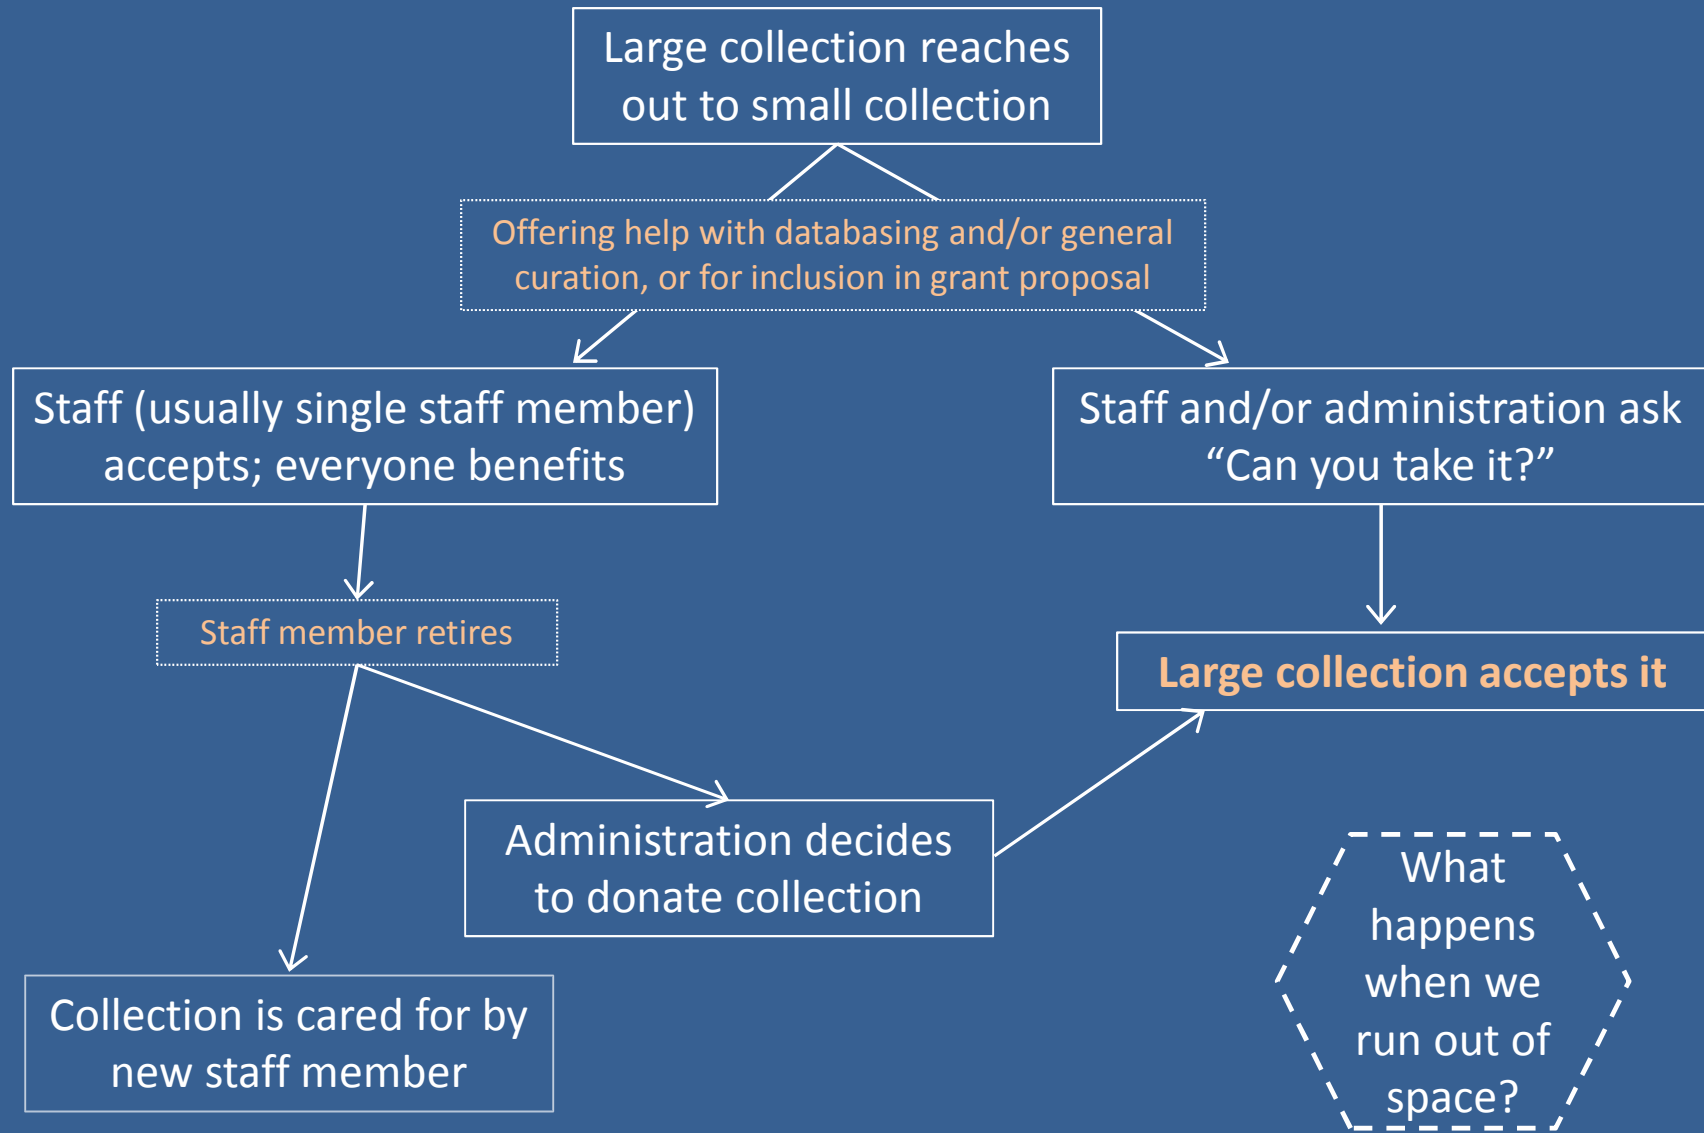 Large collection reaches
out to small collection
Offering help with databasing and/or general
curation, or for inclusion in grant proposal
Staff (usually single staff member)
accepts; everyone benefits
Staff and/or administration ask
“Can you take it?”
Staff member retires
Large collection accepts it
Administration decides
to donate collection
Collection is cared for by
new staff member
What
happens
when we
run out of
space?